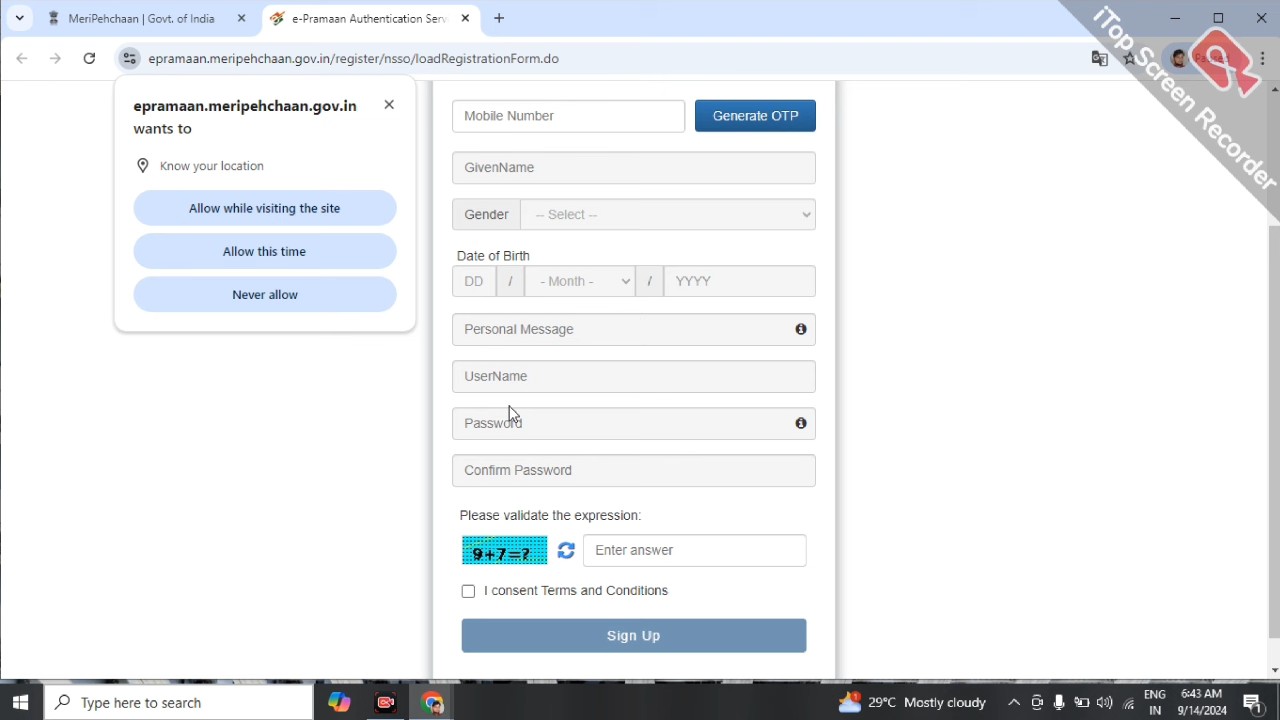 MeriPehchaan | Govt. of India
e-Pramaan Authentication Serv
epramaan.meripehchaan.gov.in/register/nsso/loadRegistrationForm.do
iTop Screen Recorder
epramaan.meripehchaan.gov.in
wants to
Know your location
Allow while visiting the site
Allow this time
Never allow
Mobile Number
Generate OTP
GivenName
Gender
-- Select --
Date of Birth
DD / - Month - / YYYY
Personal Message
UserName
Password
Confirm Password
Please validate the expression:
9+7=?
Enter answer
I consent Terms and Conditions
Sign Up
Type here to search
1
29°C Mostly cloudy
ENG
IN
6:43 AM
9/14/2024
1